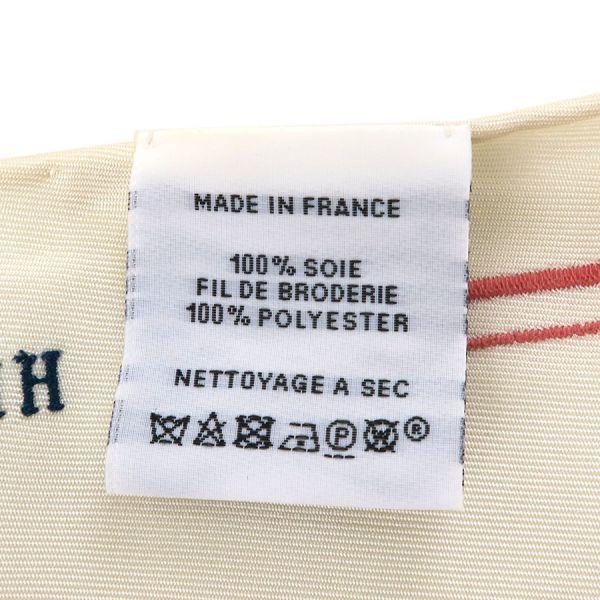 MADE IN FRANCE
100% SOIE
FIL DE BRODERIE
100% POLYESTER
NETTOYAGE A SEC
P W ®
H